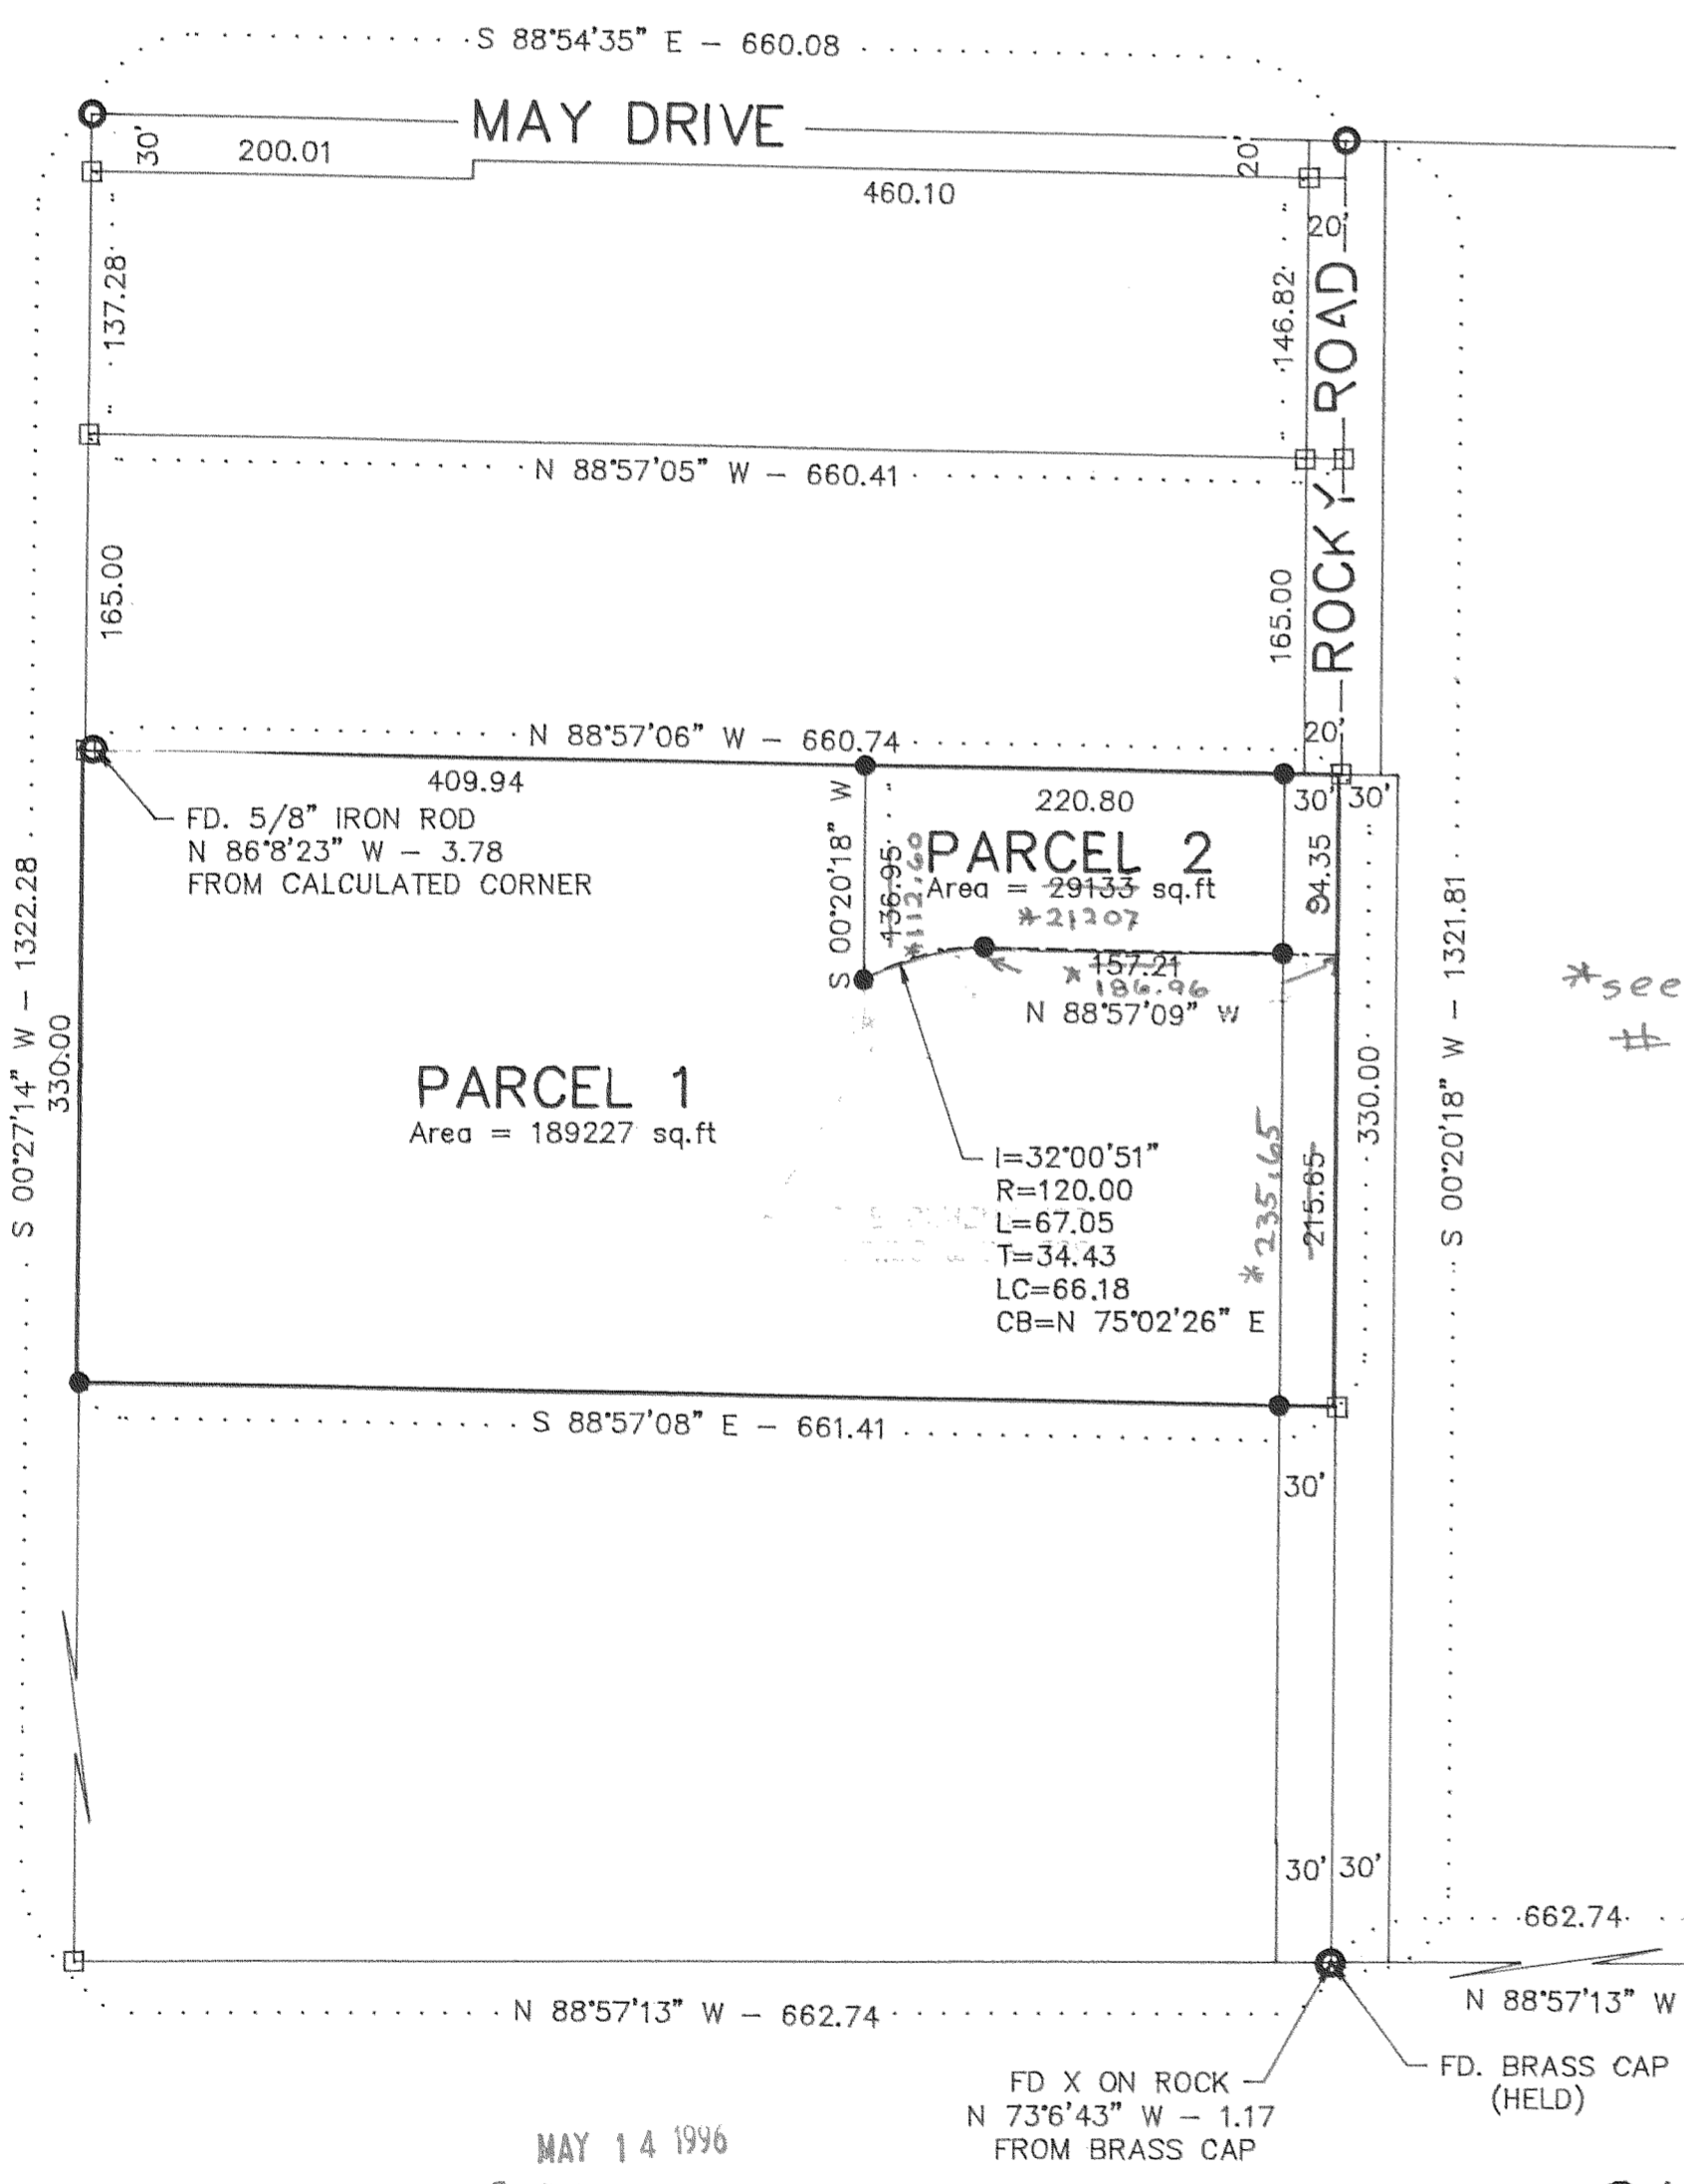 S 88°54'35" E – 660.08
MAY DRIVE
30'
200.01
20'
460.10
20'
137.28
146.82
ROCKY ROAD
N 88°57'05" W – 660.41
165.00
165.00
N 88°57'06" W – 660.74
20'
409.94
220.80
30' 30'
FD. 5/8" IRON ROD
N 86°8'23" W – 3.78
FROM CALCULATED CORNER
S 00°20'18" W
136.95
*112.60
PARCEL 2
Area = 29133 sq.ft
*21207
94.35
157.21
*186.96
N 88°57'09" W
*see
#
S 00°27'14" W – 1322.28
330.00
330.00
S 00°20'18" W – 1321.81
PARCEL 1
Area = 189227 sq.ft
I=32°00'51"
R=120.00
L=67.05
T=34.43
LC=66.18
CB=N 75°02'26" E
*235.65
215.65
S 88°57'08" E – 661.41
30'
30' 30'
662.74
N 88°57'13" W – 662.74
N 88°57'13" W
FD X ON ROCK
N 73°6'43" W – 1.17
FROM BRASS CAP
FD. BRASS CAP
(HELD)
MAY 14 1996